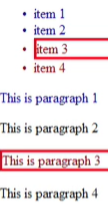 • item 1
• item 2
• item 3
• item 4
This is paragraph 1
This is paragraph 2
This is paragraph 3
This is paragraph 4